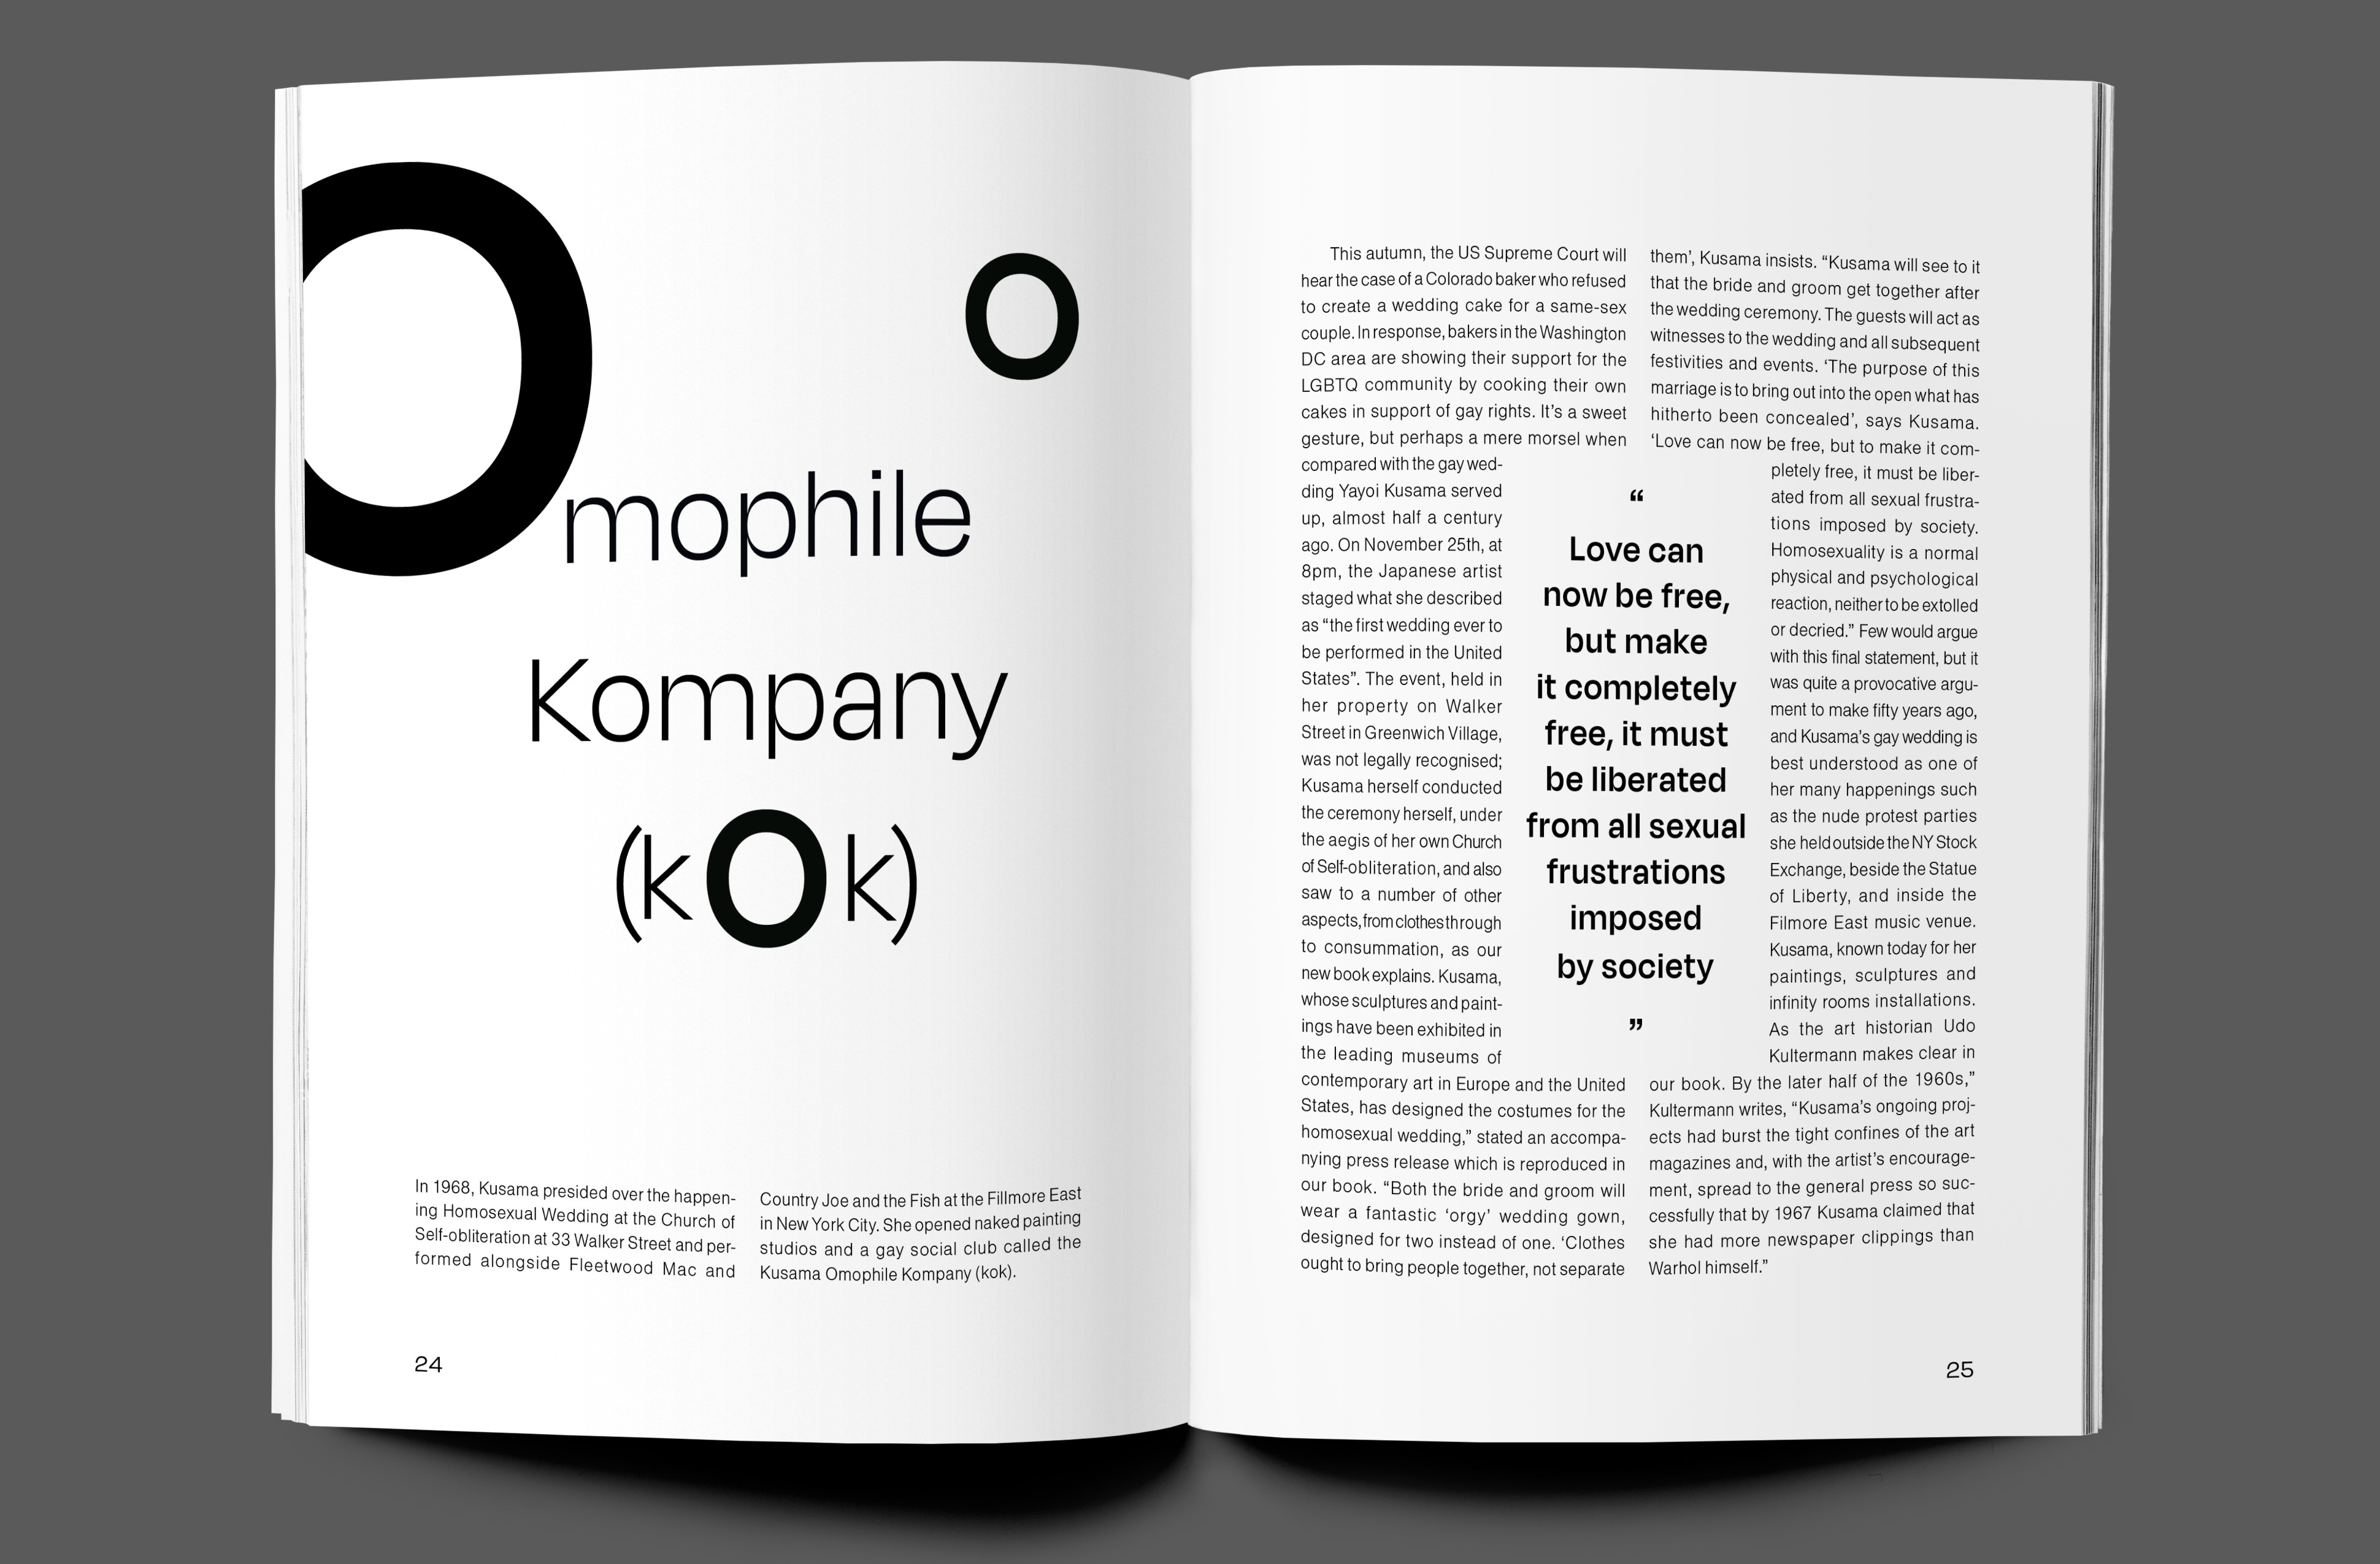 O
o
mophile
Kompany
(kOk)
In 1968, Kusama presided over the happen-
ing Homosexual Wedding at the Church of
Self-obliteration at 33 Walker Street and per-
formed alongside Fleetwood Mac and
Country Joe and the Fish at the Fillmore East
in New York City. She opened naked painting
studios and a gay social club called the
Kusama Omophile Kompany (kok).
24
This autumn, the US Supreme Court will
hear the case of a Colorado baker who refused
to create a wedding cake for a same-sex
couple. In response, bakers in the Washington
DC area are showing their support for the
LGBTQ community by cooking their own
cakes in support of gay rights. It's a sweet
gesture, but perhaps a mere morsel when
compared with the gay wed-
ding Yayoi Kusama served
up, almost half a century
ago. On November 25th, at
8pm, the Japanese artist
staged what she described
as “the first wedding ever to
be performed in the United
States”. The event, held in
her property on Walker
Street in Greenwich Village,
was not legally recognised;
Kusama herself conducted
the ceremony herself, under
the aegis of her own Church
of Self-obliteration, and also
saw to a number of other
aspects, from clothes through
to consummation, as our
new book explains. Kusama,
whose sculptures and paint-
ings have been exhibited in
the leading museums of
contemporary art in Europe and the United
States, has designed the costumes for the
homosexual wedding,” stated an accompa-
nying press release which is reproduced in
our book. “Both the bride and groom will
wear a fantastic ‘orgy’ wedding gown,
designed for two instead of one. ‘Clothes
ought to bring people together, not separate
“
Love can
now be free,
but make
it completely
free, it must
be liberated
from all sexual
frustrations
imposed
by society
”
them’, Kusama insists. “Kusama will see to it
that the bride and groom get together after
the wedding ceremony. The guests will act as
witnesses to the wedding and all subsequent
festivities and events. ‘The purpose of this
marriage is to bring out into the open what has
hitherto been concealed’, says Kusama.
‘Love can now be free, but to make it com-
pletely free, it must be liber-
ated from all sexual frustra-
tions imposed by society.
Homosexuality is a normal
physical and psychological
reaction, neither to be extolled
or decried.” Few would argue
with this final statement, but it
was quite a provocative argu-
ment to make fifty years ago,
and Kusama’s gay wedding is
best understood as one of
her many happenings such
as the nude protest parties
she held outside the NY Stock
Exchange, beside the Statue
of Liberty, and inside the
Filmore East music venue.
Kusama, known today for her
paintings, sculptures and
infinity rooms installations.
As the art historian Udo
Kultermann makes clear in
our book. By the later half of the 1960s,”
Kultermann writes, “Kusama’s ongoing proj-
ects had burst the tight confines of the art
magazines and, with the artist’s encourage-
ment, spread to the general press so suc-
cessfully that by 1967 Kusama claimed that
she had more newspaper clippings than
Warhol himself.”
25